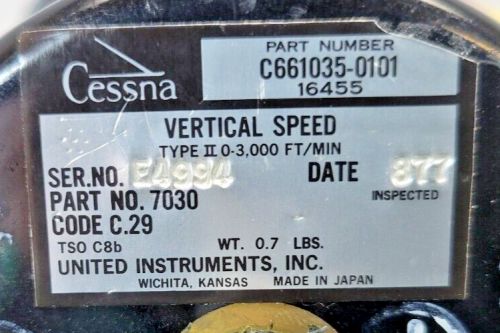 PART NUMBER
Cessna
C661035-0101
16455
VERTICAL SPEED
TYPE II 0-3,000 FT/MIN
SER.NO. E4994 DATE 877
PART NO. 7030 INSPECTED
CODE C.29
TSO C8b WT. 0.7 LBS.
UNITED INSTRUMENTS, INC.
WICHITA, KANSAS MADE IN JAPAN